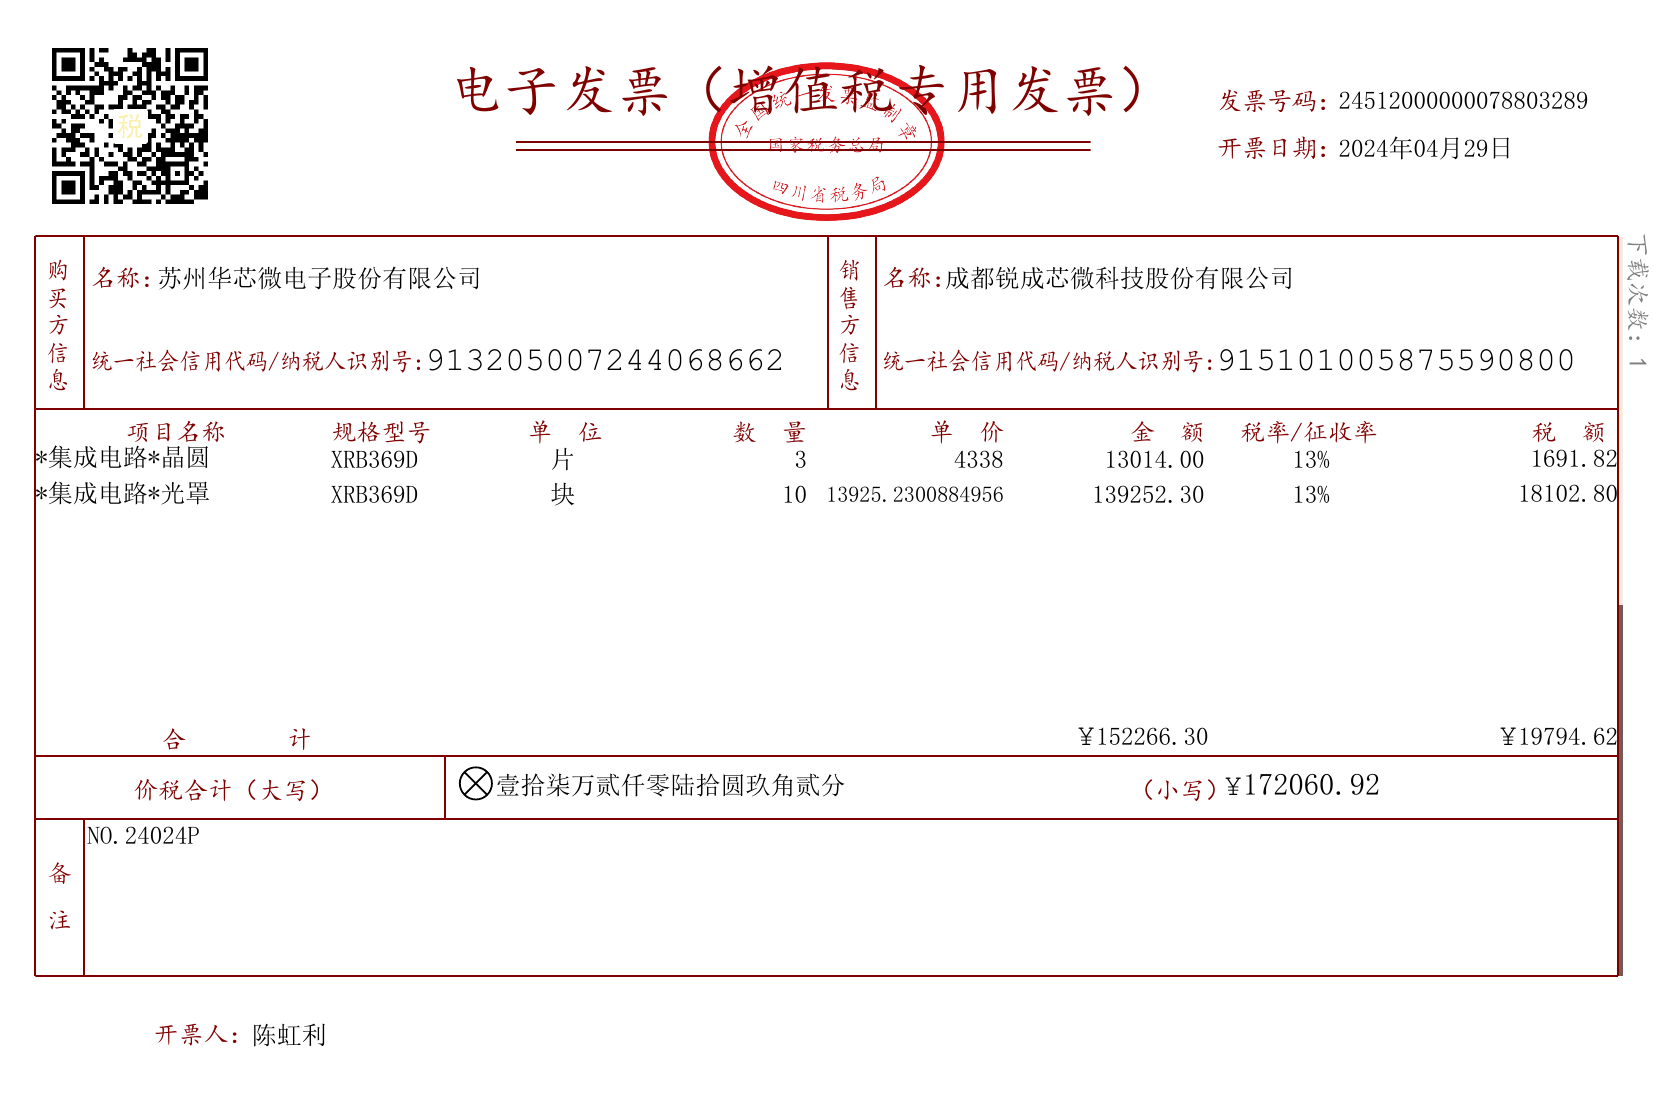 税
电子发票（增值税专用发票）
全国统一发票监制章
国家税务总局
四川省税务局
发票号码：24512000000078803289
开票日期：2024年04月29日
下载次数：1
购买方信息
名称：苏州华芯微电子股份有限公司
统一社会信用代码/纳税人识别号：913205007244068662
销售方信息
名称：成都锐成芯微科技股份有限公司
统一社会信用代码/纳税人识别号：915101005875590800
项目名称 规格型号 单位 数量 单价 金额 税率/征收率 税额
*集成电路*晶圆 XRB369D 片 3 4338 13014.00 13% 1691.82
*集成电路*光罩 XRB369D 块 10 13925.2300884956 139252.30 13% 18102.80
合计 ¥152266.30 ¥19794.62
价税合计（大写） 壹拾柒万贰仟零陆拾圆玖角贰分 （小写）¥172060.92
备注
NO.24024P
开票人：陈虹利